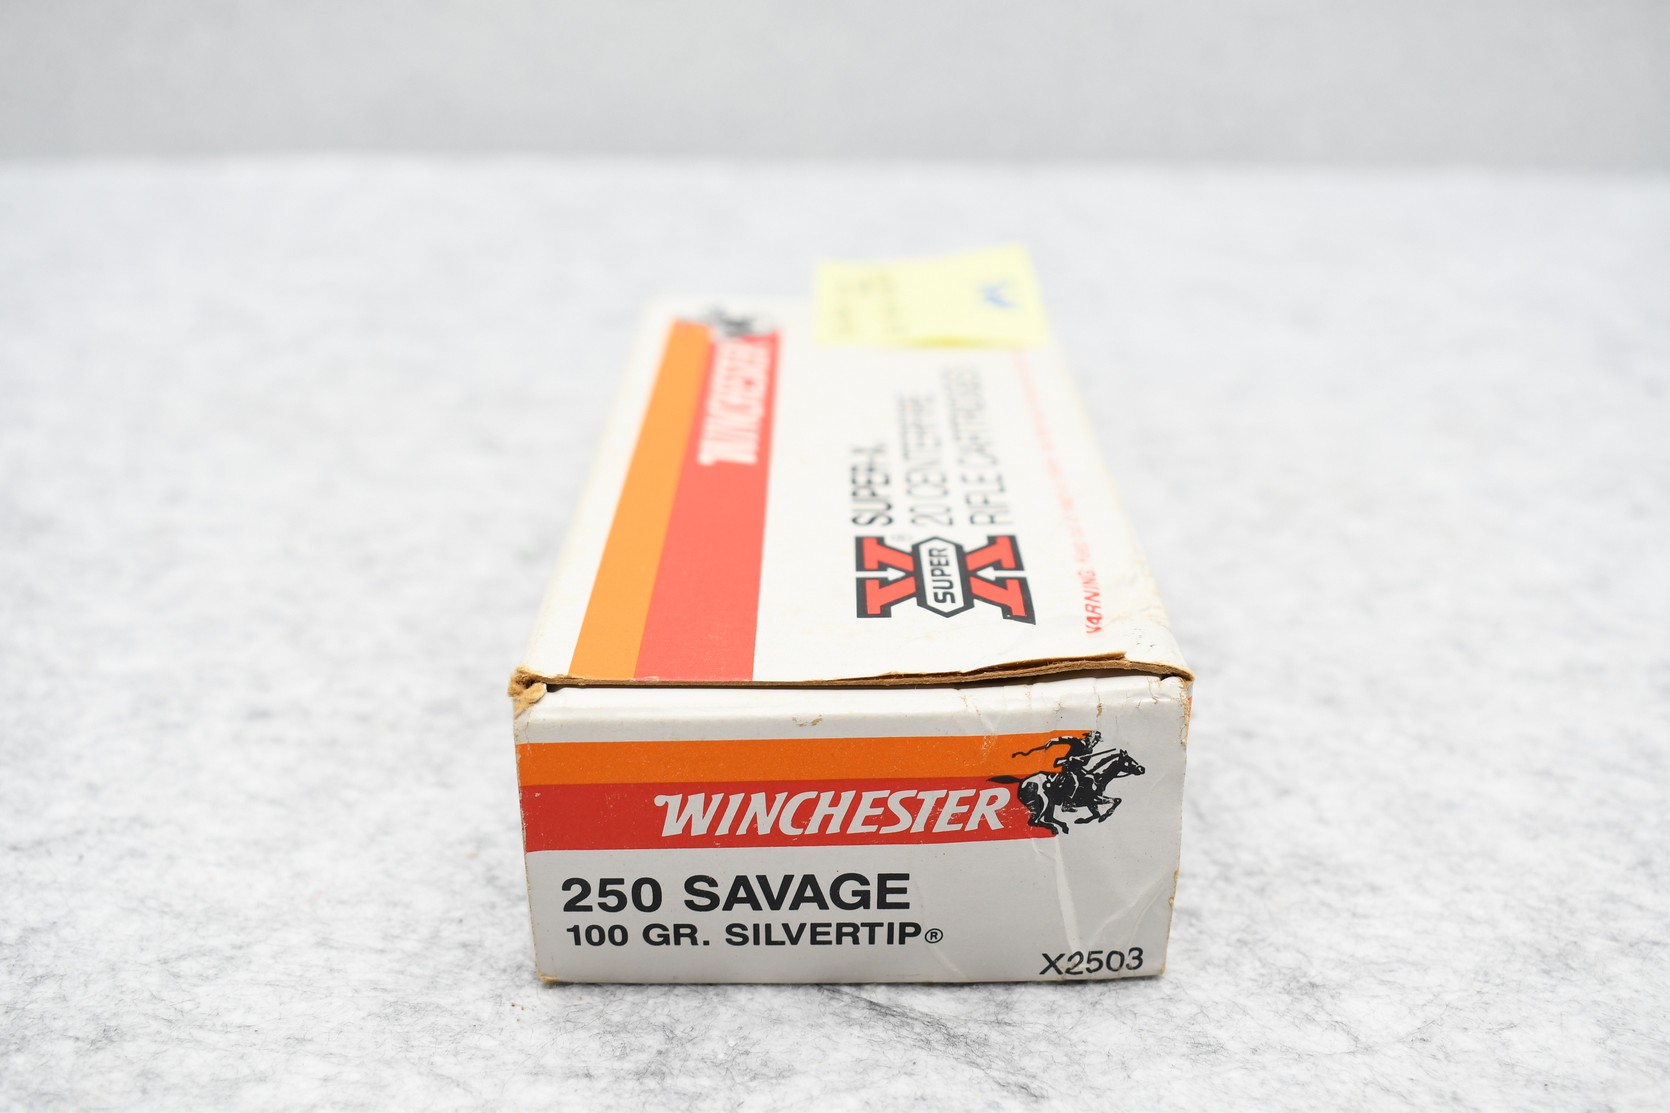 WINCHESTER
SUPER-X
20 CENTERFIRE
RIFLE CARTRIDGES
SUPER
X
®
WARNING:
WINCHESTER
250 SAVAGE
100 GR. SILVERTIP®
X2503